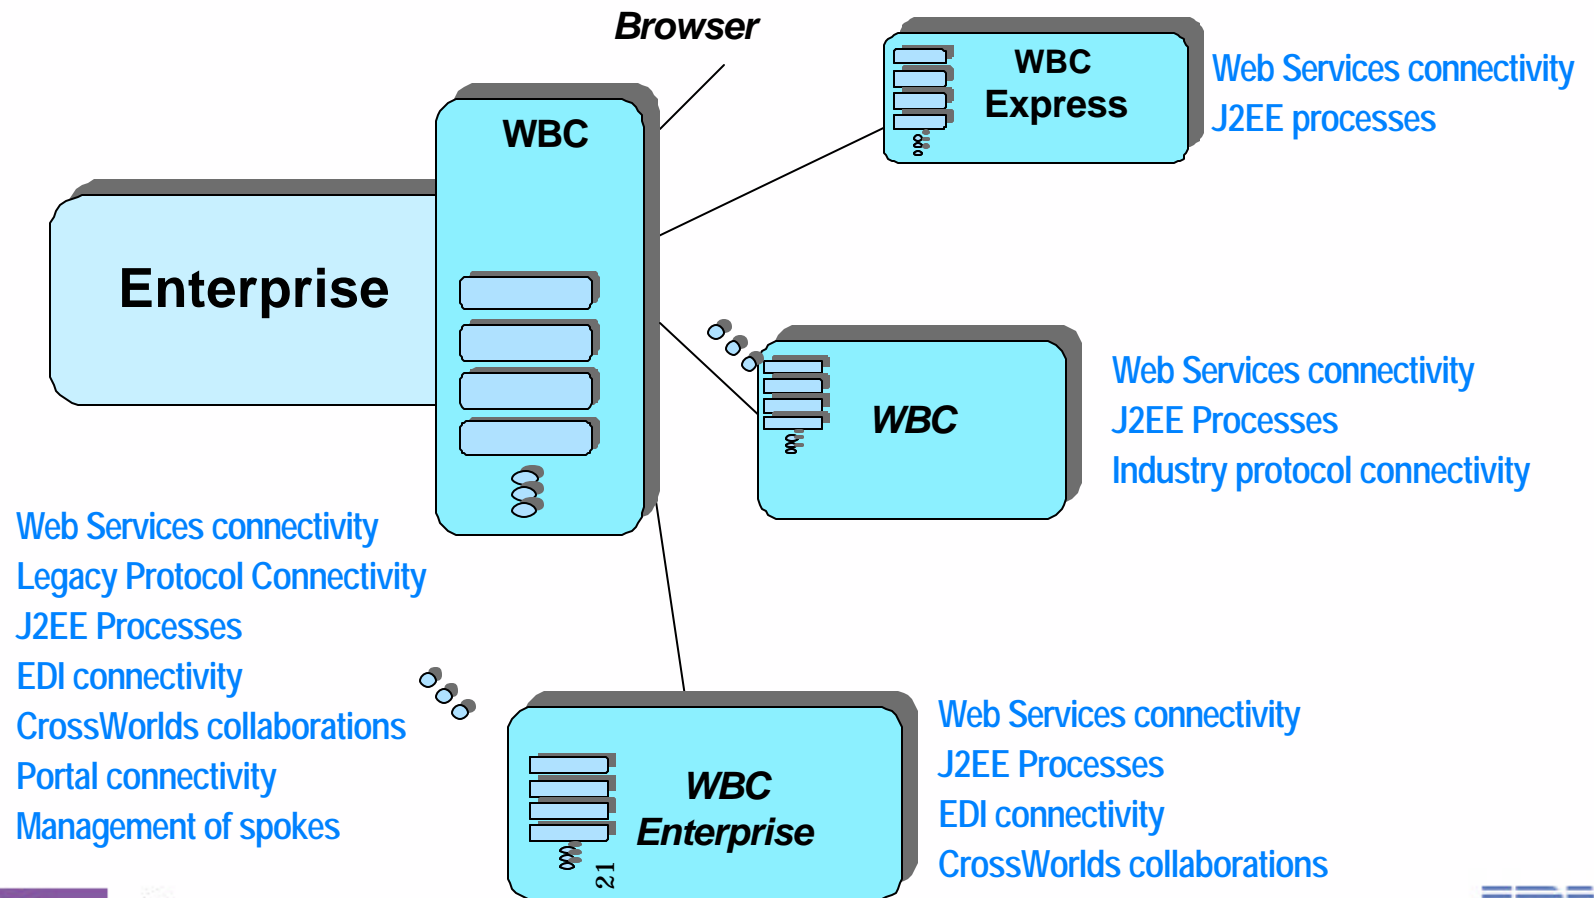 Browser
WBC
Express
Web Services connectivity
J2EE processes
WBC
Enterprise
WBC
Web Services connectivity
J2EE Processes
Industry protocol connectivity
Web Services connectivity
Legacy Protocol Connectivity
J2EE Processes
EDI connectivity
CrossWorlds collaborations
Portal connectivity
Management of spokes
WBC
Enterprise
21
Web Services connectivity
J2EE Processes
EDI connectivity
CrossWorlds collaborations